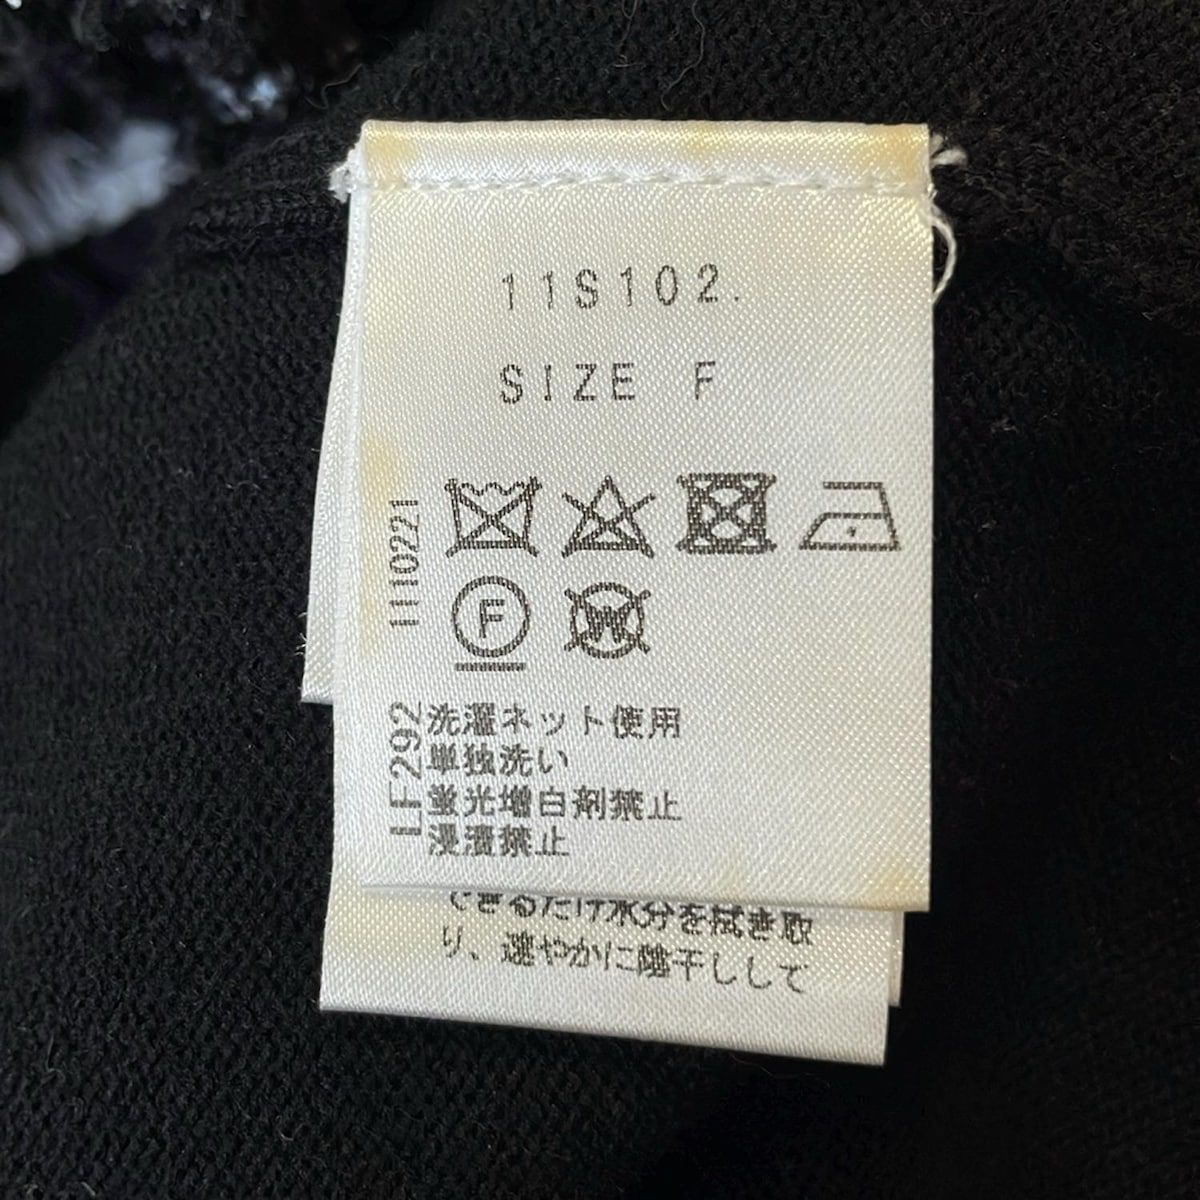 11S102.
SIZE F
1110221
F
W
LF292
洗濯ネット使用
単独洗い
蛍光増白剤禁止
浸漬禁止
できるだけ水分を拭き取
り、速やかに陰干ししして